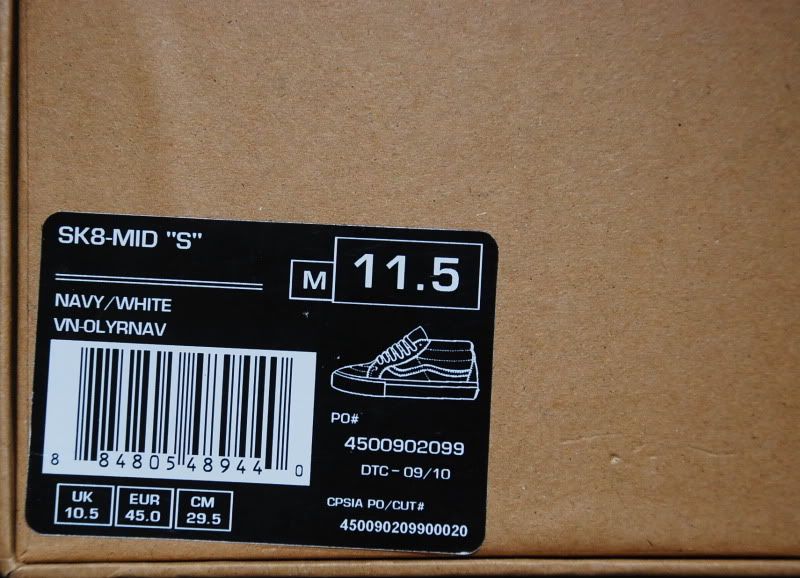 SK8-MID "S"
M 11.5
NAVY/WHITE
VN-0LYRNAV
8 84805 48944 0
PO#
4500902099
DTC - 09/10
UK 10.5
EUR 45.0
CM 29.5
CPSIA PO/CUT#
450090209900020